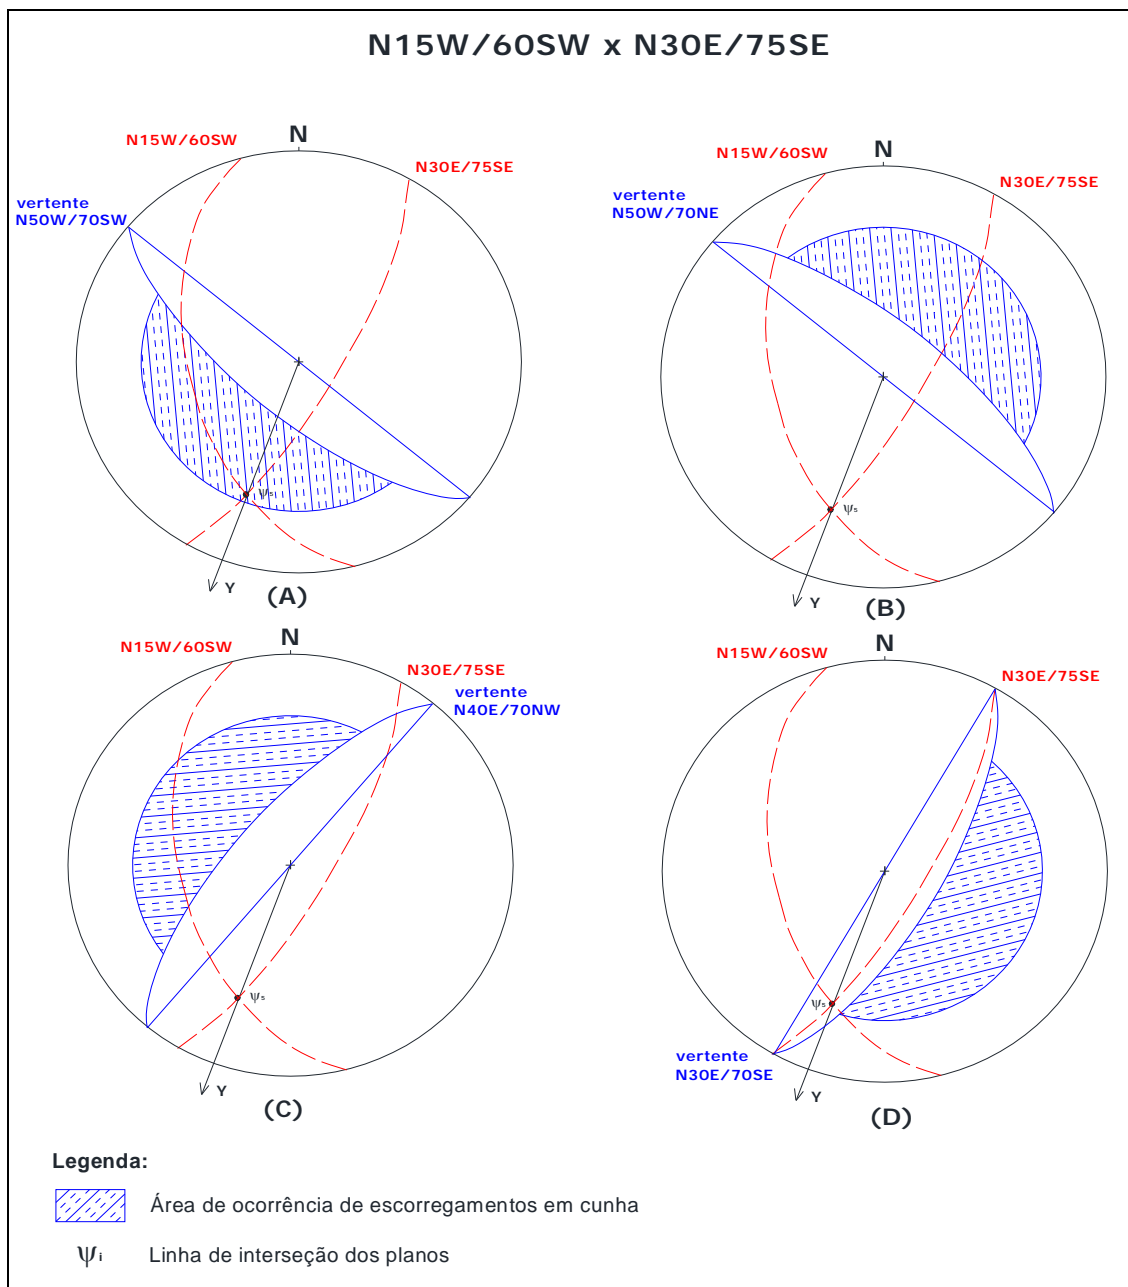 N15W/60SW x N30E/75SE
N15W/60SW
N
N30E/75SE
vertente
N50W/70SW
ψs
Y
(A)
N15W/60SW
N
N30E/75SE
vertente
N50W/70NE
ψs
Y
(B)
N15W/60SW
N
N30E/75SE
vertente
N40E/70NW
ψs
Y
(C)
N15W/60SW
N
N30E/75SE
ψs
vertente
N30E/70SE
Y
(D)
Legenda:
Área de ocorrência de escorregamentos em cunha
ψi Linha de interseção dos planos